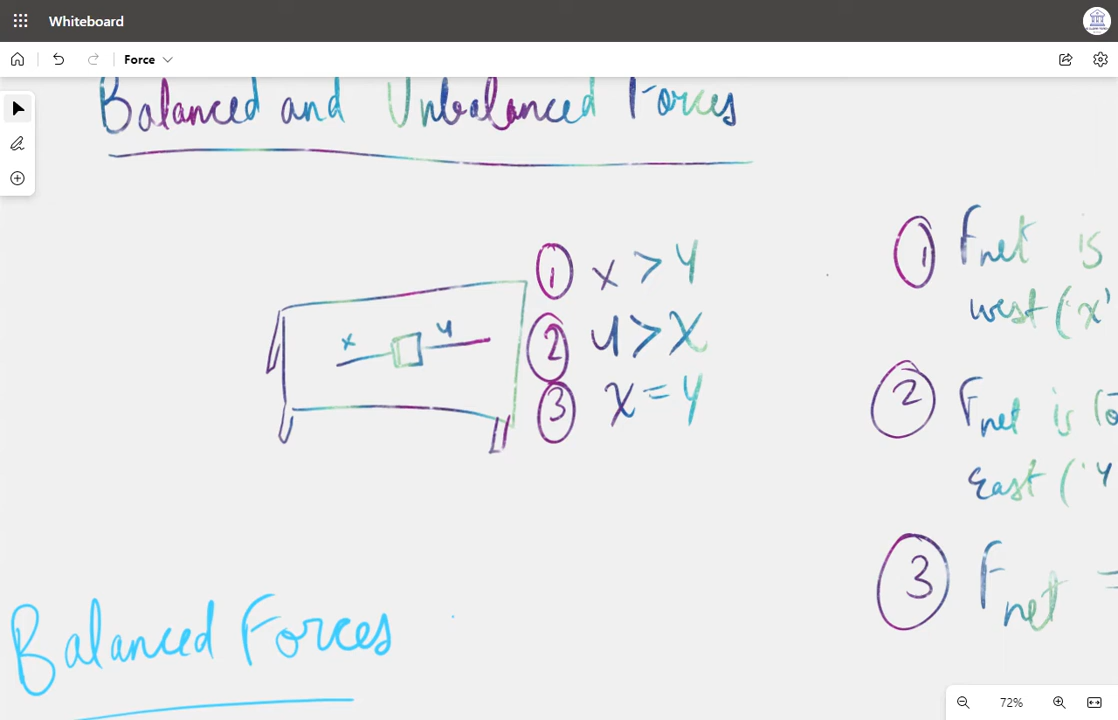 Whiteboard
Force
Balanced and Unbalanced Forces
x
y
① x > y
② y > x
③ x = y
① Fnet is
west ('x'
② Fnet is
East ('y
③ Fnet =
Balanced Forces
72%